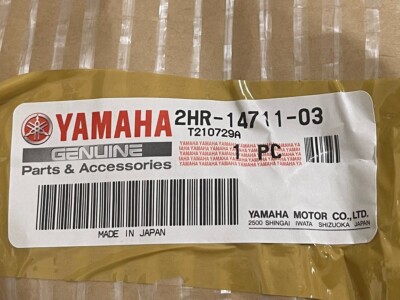 YAMAHA 2HR-14711-03
T210729A
GENUINE
Parts & Accessories
1 PC
YAMAHA MOTOR CO.,LTD.
2500 SHINGAI IWATA SHIZUOKA JAPAN
MADE IN JAPAN